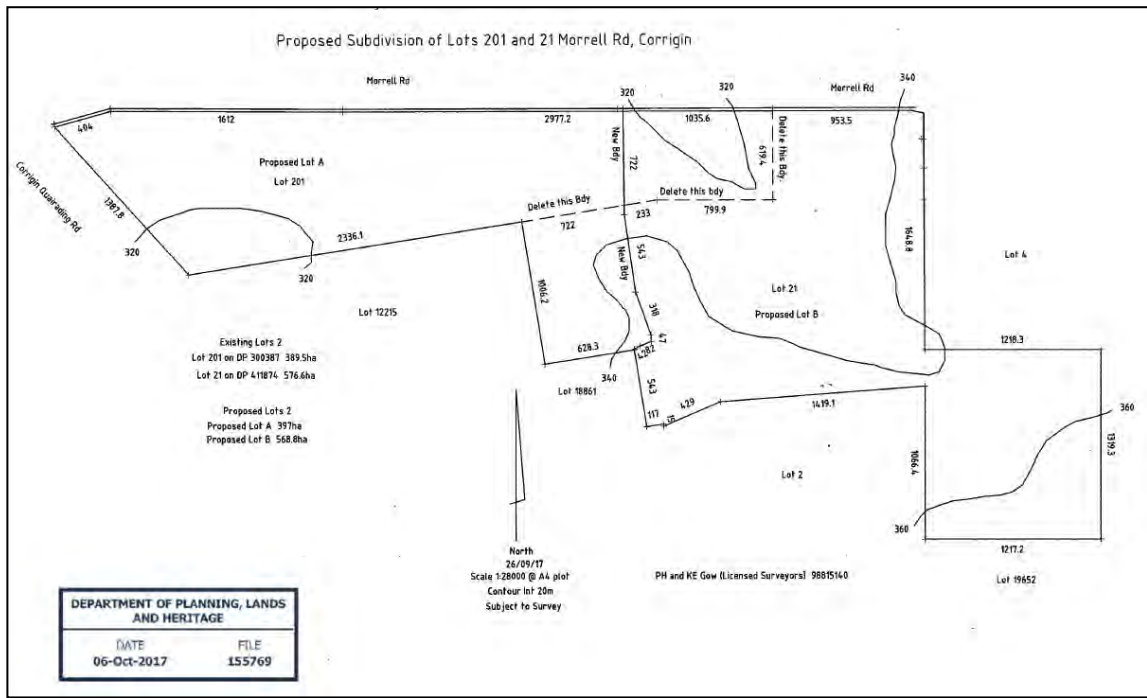 Proposed Subdivision of Lots 201 and 21 Morrell Rd, Corrigin
Morrell Rd
Morrell Rd
340
320
320
404
1612
2977.2
1035.6
953.5
New Bdy
722
619.4
Delete this Bdy.
Proposed Lot A
Lot 201
Corrigin Quairading Rd
1387.8
Delete this Bdy
Delete this bdy
722
233
799.9
320
2336.1
320
543
New Bdy
1648.8
Lot 4
1006.2
Lot 21
Proposed Lot B
318
Lot 12215
47
628.3
4282
340
1218.3
Existing Lots 2
Lot 201 on DP 300387 389.5ha
Lot 21 on DP 411874 576.6ha
Lot 18861
543
117
429
1419.1
360
1319.3
Proposed Lots 2
Proposed Lot A 397ha
Proposed Lot B 568.8ha
1066.4
Lot 2
360
1217.2
Lot 19652
North
26/09/17
Scale 1:28000 @ A4 plot
Contour Int 20m
Subject to Survey
PH and KE Gow (Licensed Surveyors) 98815140
DEPARTMENT OF PLANNING, LANDS
AND HERITAGE
DATE FILE
06-Oct-2017 155769